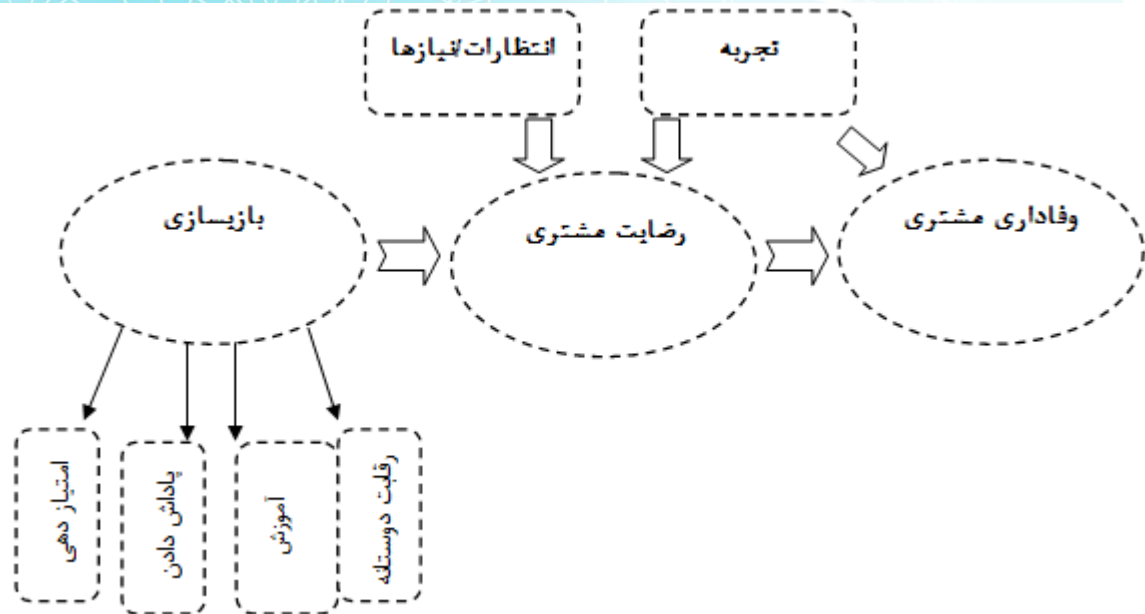 انتظارات/نیازها
تجربه
بازیسازی
رضایت مشتری
وفاداری مشتری
امتیاز دهی
پاداش دادن
آموزش
رقابت دوستانه